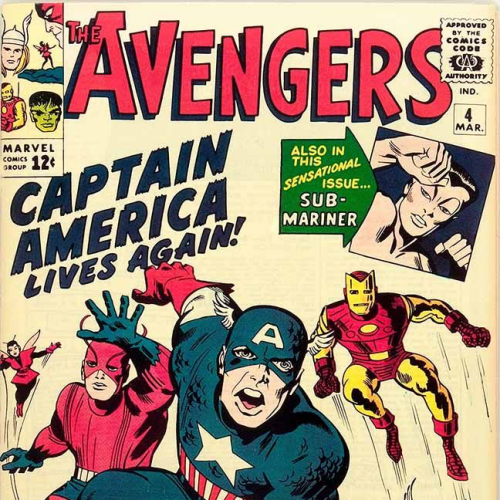 THE AVENGERS
APPROVED
BY THE
COMICS
CODE
CA
AUTHORITY
IND.
4
MAR.
MARVEL
COMICS
GROUP 12¢
CAPTAIN
AMERICA
LIVES AGAIN!
ALSO IN
THIS
SENSATIONAL
ISSUE...
SUB-
MARINER
A